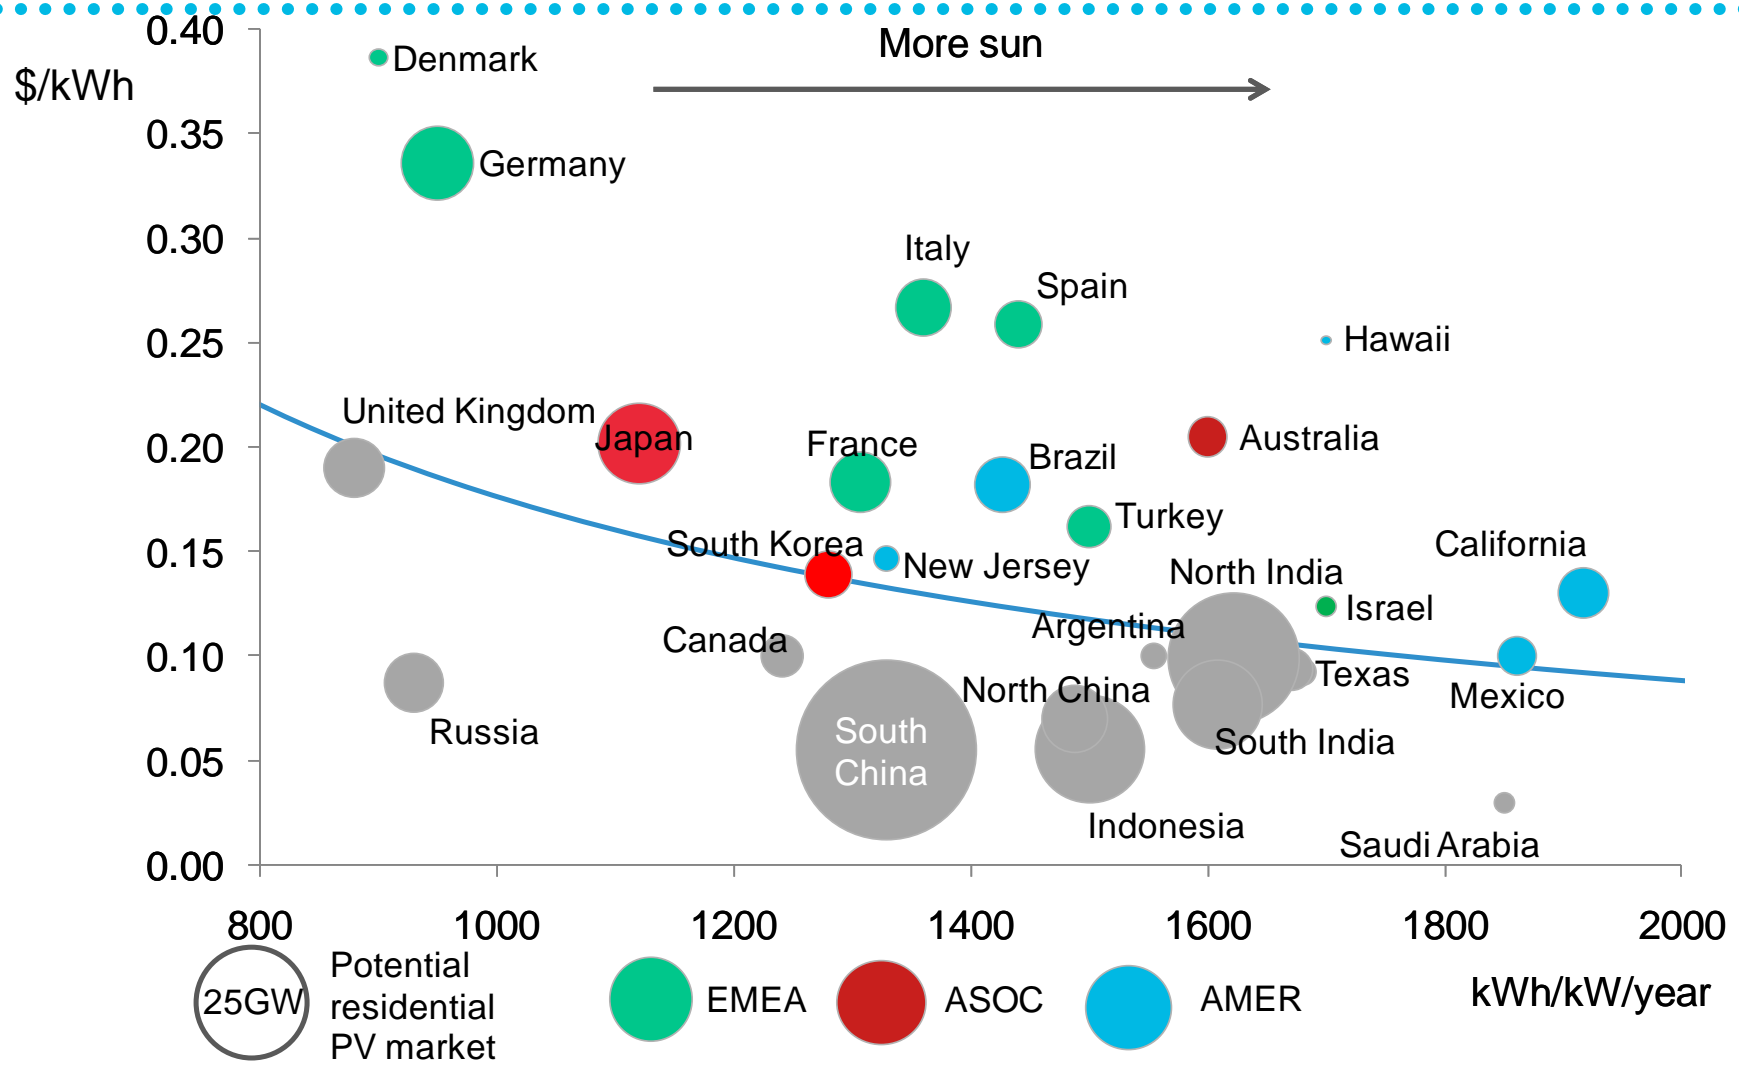 0.40
$/kWh
0.35
0.30
0.25
0.20
0.15
0.10
0.05
0.00
More sun
Denmark
Germany
Italy
Spain
Hawaii
United Kingdom
Japan
France
Brazil
Australia
Turkey
South Korea
New Jersey
California
North India
Israel
Argentina
Canada
Texas
North China
Mexico
Russia
South
China
South India
Indonesia
Saudi Arabia
800 1000 1200 1400 1600 1800 2000
kWh/kW/year
25GW
Potential
residential
PV market
EMEA
ASOC
AMER